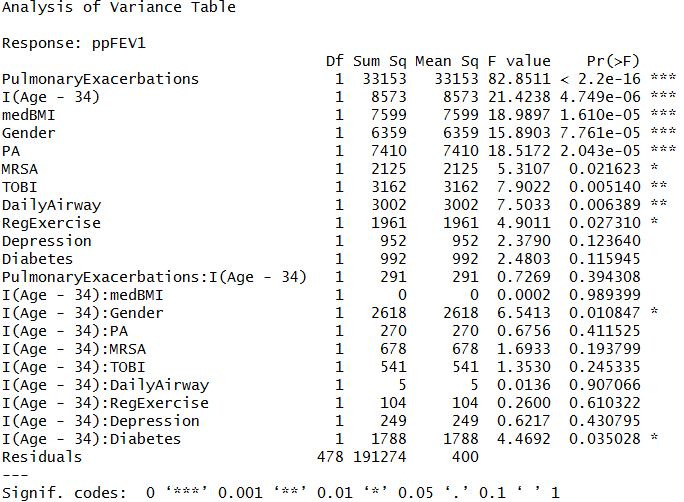 Analysis of Variance Table

Response: ppFEV1
                               Df Sum Sq Mean Sq F value    Pr(>F)
PulmonaryExacerbations          1  33153   33153 82.8511 < 2.2e-16 ***
I(Age - 34)                     1   8573    8573 21.4238 4.749e-06 ***
medBMI                          1   7599    7599 18.9897 1.610e-05 ***
Gender                          1   6359    6359 15.8903 7.761e-05 ***
PA                              1   7410    7410 18.5172 2.043e-05 ***
MRSA                            1   2125    2125  5.3107  0.021623 *
TOBI                            1   3162    3162  7.9022  0.005140 **
DailyAirway                     1   3002    3002  7.5033  0.006389 **
RegExercise                     1   1961    1961  4.9011  0.027310 *
Depression                      1    952     952  2.3790  0.123640
Diabetes                        1    992     992  2.4803  0.115945
PulmonaryExacerbations:I(Age - 34)   1    291     291  0.7269  0.394308
I(Age - 34):medBMI              1      0       0  0.0002  0.989399
I(Age - 34):Gender              1   2618    2618  6.5413  0.010847 *
I(Age - 34):PA                  1    270     270  0.6756  0.411525
I(Age - 34):MRSA                1    678     678  1.6933  0.193799
I(Age - 34):TOBI                1    541     541  1.3530  0.245335
I(Age - 34):DailyAirway         1      5       5  0.0136  0.907066
I(Age - 34):RegExercise         1    104     104  0.2600  0.610322
I(Age - 34):Depression          1    249     249  0.6217  0.430795
I(Age - 34):Diabetes            1   1788    1788  4.4692  0.035028 *
Residuals                     478 191274     400
---
Signif. codes:  0 ‘***’ 0.001 ‘**’ 0.01 ‘*’ 0.05 ‘.’ 0.1 ‘ ’ 1